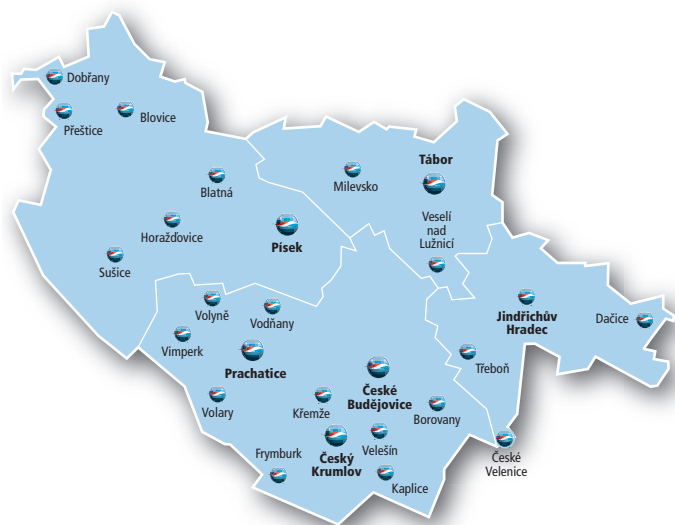 Dobřany
Přeštice
Blovice
Blatná
Milevsko
Tábor
Veselí
nad
Lužnicí
Horažďovice
Písek
Sušice
Volyně
Vodňany
Jindřichův
Hradec
Dačice
Vimperk
Prachatice
Třeboň
České
Budějovice
Volary
Křemže
Borovany
Frymburk
Český
Krumlov
Velešín
České
Velenice
Kaplice